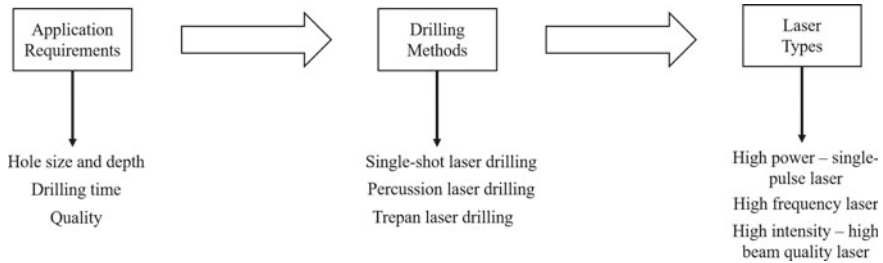 Application
Requirements
Hole size and depth
Drilling time
Quality
Drilling
Methods
Single-shot laser drilling
Percussion laser drilling
Trepan laser drilling
Laser
Types
High power – single-
pulse laser
High frequency laser
High intensity – high
beam quality laser